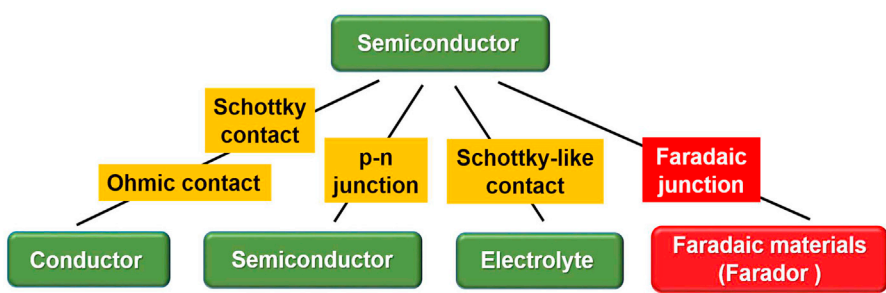 Semiconductor
Schottky
contact
Ohmic contact
p-n
junction
Schottky-like
contact
Faradaic
junction
Conductor
Semiconductor
Electrolyte
Faradaic materials
(Farador )